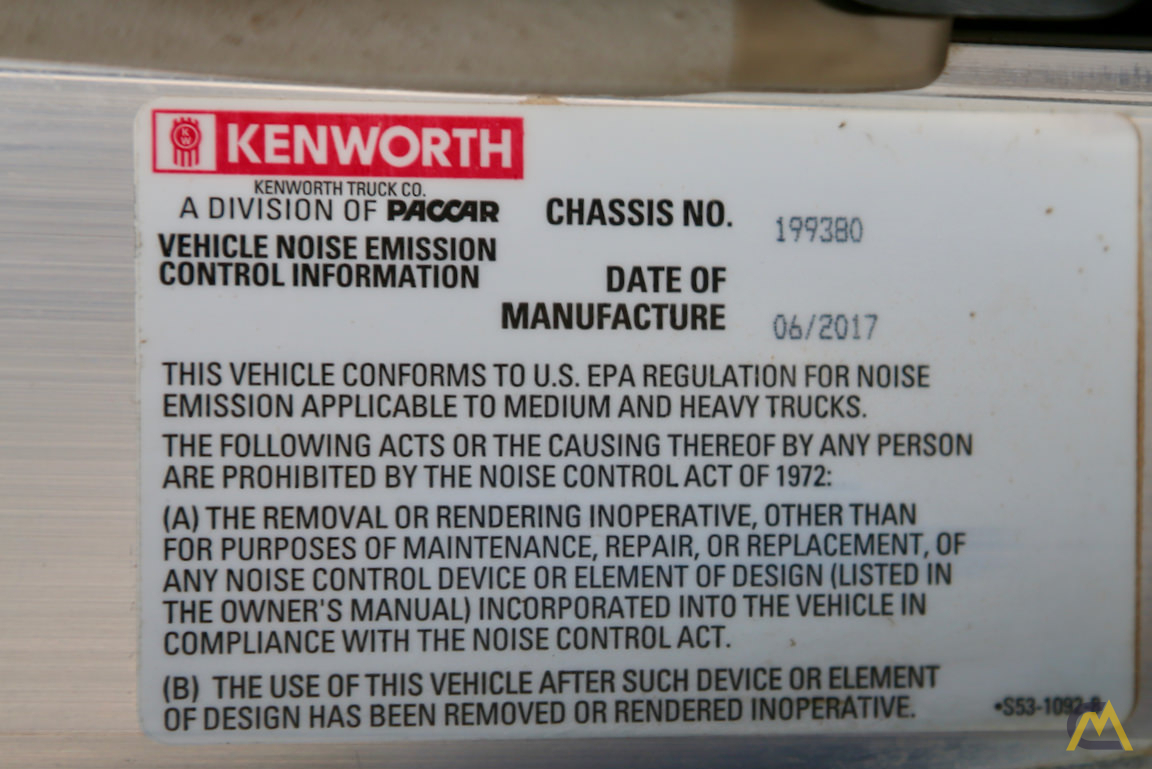 KW
KENWORTH
KENWORTH TRUCK CO.
A DIVISION OF PACCAR
VEHICLE NOISE EMISSION
CONTROL INFORMATION
CHASSIS NO. 199380
DATE OF
MANUFACTURE 06/2017
THIS VEHICLE CONFORMS TO U.S. EPA REGULATION FOR NOISE
EMISSION APPLICABLE TO MEDIUM AND HEAVY TRUCKS.
THE FOLLOWING ACTS OR THE CAUSING THEREOF BY ANY PERSON
ARE PROHIBITED BY THE NOISE CONTROL ACT OF 1972:
(A) THE REMOVAL OR RENDERING INOPERATIVE, OTHER THAN
FOR PURPOSES OF MAINTENANCE, REPAIR, OR REPLACEMENT, OF
ANY NOISE CONTROL DEVICE OR ELEMENT OF DESIGN (LISTED IN
THE OWNER'S MANUAL) INCORPORATED INTO THE VEHICLE IN
COMPLIANCE WITH THE NOISE CONTROL ACT.
(B) THE USE OF THIS VEHICLE AFTER SUCH DEVICE OR ELEMENT
OF DESIGN HAS BEEN REMOVED OR RENDERED INOPERATIVE.